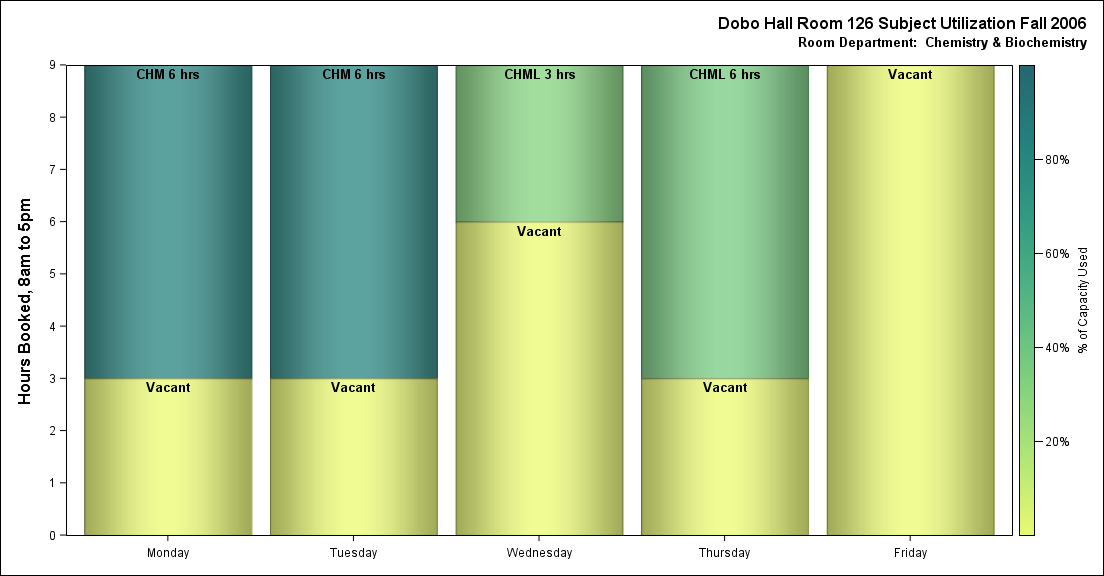 Dobo Hall Room 126 Subject Utilization Fall 2006
Room Department:  Chemistry & Biochemistry
Hours Booked, 8am to 5pm
9
8
7
6
5
4
3
2
1
0
CHM 6 hrs
Vacant
CHM 6 hrs
Vacant
CHML 3 hrs
Vacant
CHML 6 hrs
Vacant
Vacant
Monday
Tuesday
Wednesday
Thursday
Friday
80%
60%
40%
20%
% of Capacity Used